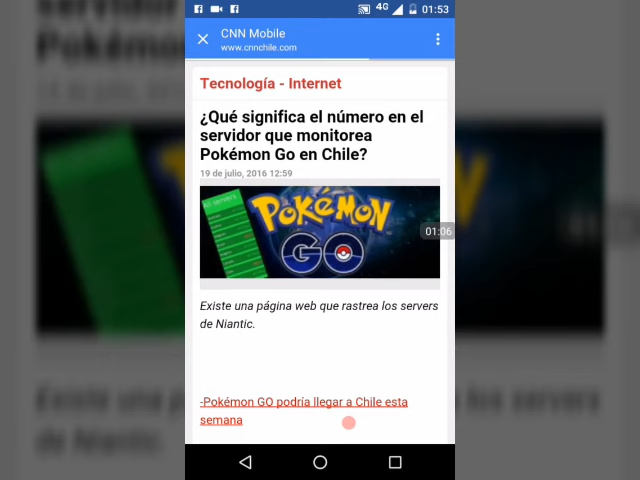 4G 01:53
CNN Mobile
www.cnnchile.com
Tecnología - Internet
¿Qué significa el número en el
servidor que monitorea
Pokémon Go en Chile?
19 de julio, 2016 12:59
servers
POKéMON
GO
01:06
Existe una página web que rastrea los servers
de Niantic.
-Pokémon GO podría llegar a Chile esta
semana